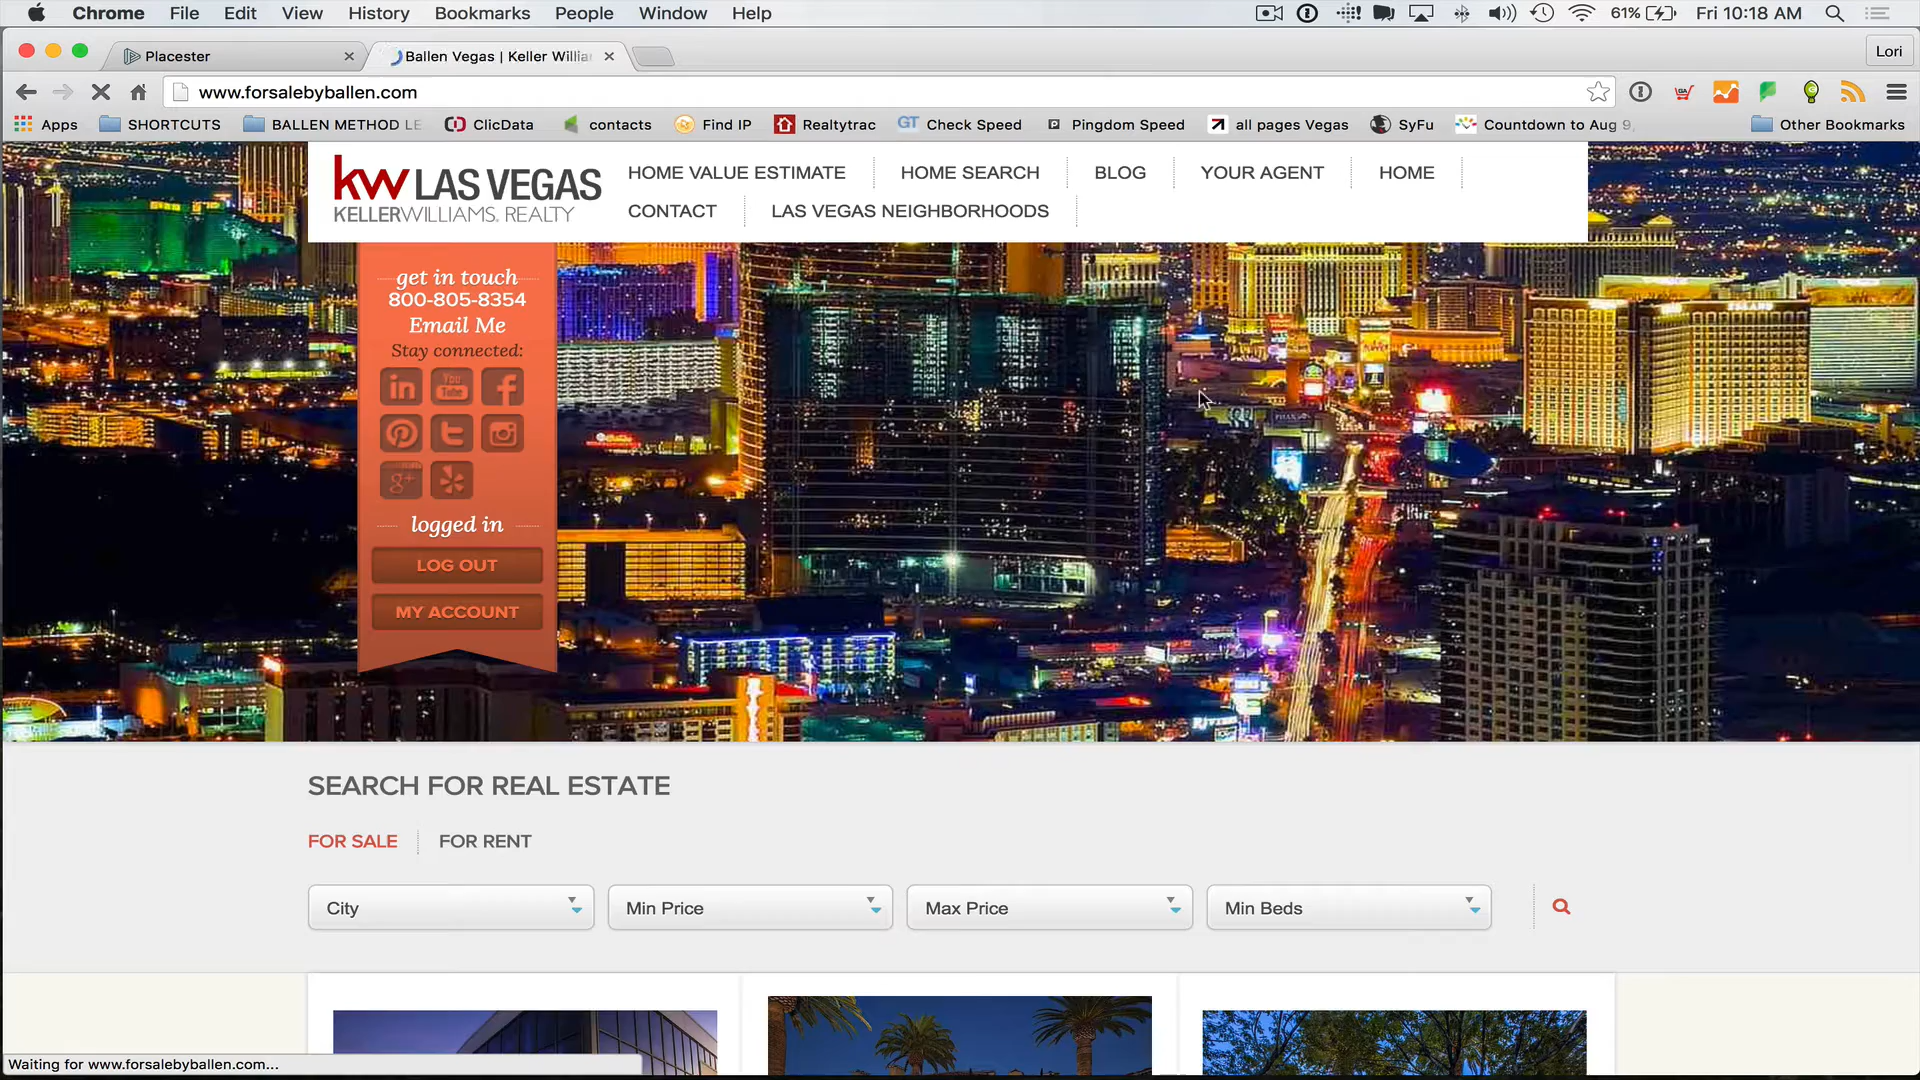 Chrome File Edit View History Bookmarks People Window Help 61% Fri 10:18 AM
Placester Ballen Vegas | Keller Willia Lori
www.forsalebyballen.com
Apps SHORTCUTS BALLEN METHOD LE ClicData contacts Find IP Realtytrac GT Check Speed Pingdom Speed all pages Vegas SyFu Countdown to Aug 9, Other Bookmarks
kw LAS VEGAS
KELLERWILLIAMS. REALTY
HOME VALUE ESTIMATE HOME SEARCH BLOG YOUR AGENT HOME
CONTACT LAS VEGAS NEIGHBORHOODS
get in touch
800-805-8354
Email Me
Stay connected:
in You Tube f
g+
logged in
LOG OUT
MY ACCOUNT
SEARCH FOR REAL ESTATE
FOR SALE FOR RENT
City Min Price Max Price Min Beds
Waiting for www.forsalebyballen.com...